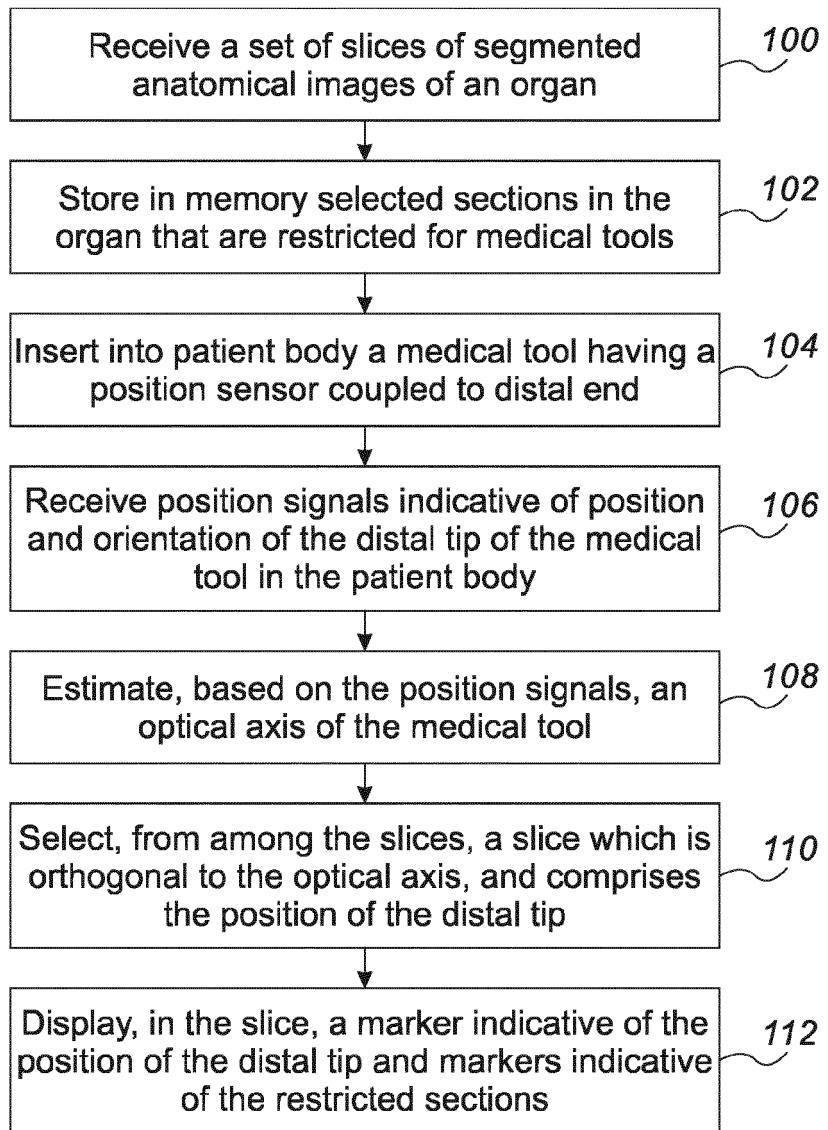 Receive a set of slices of segmented
anatomical images of an organ
100
Store in memory selected sections in the
organ that are restricted for medical tools
102
Insert into patient body a medical tool having a
position sensor coupled to distal end
104
Receive position signals indicative of position
and orientation of the distal tip of the medical
tool in the patient body
106
Estimate, based on the position signals, an
optical axis of the medical tool
108
Select, from among the slices, a slice which is
orthogonal to the optical axis, and comprises
the position of the distal tip
110
Display, in the slice, a marker indicative of the
position of the distal tip and markers indicative
of the restricted sections
112